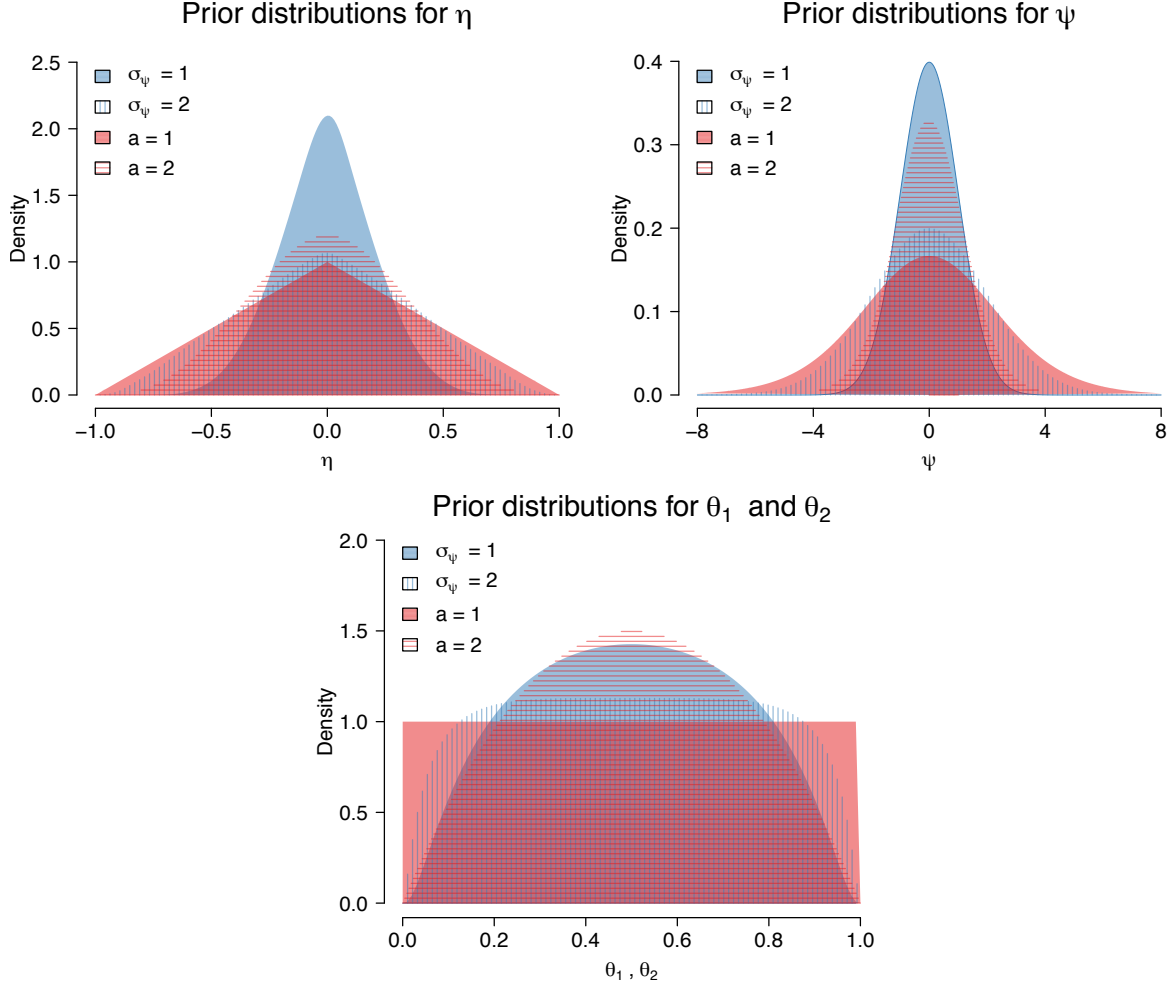 Prior distributions for η
2.5
2.0
1.5
1.0
0.5
0.0
Density
σψ = 1
σψ = 2
a = 1
a = 2
−1.0 −0.5 0.0 0.5 1.0
η
Prior distributions for ψ
0.4
0.3
0.2
0.1
0.0
Density
σψ = 1
σψ = 2
a = 1
a = 2
−8 −4 0 4 8
ψ
Prior distributions for θ1 and θ2
2.0
1.5
1.0
0.5
0.0
Density
σψ = 1
σψ = 2
a = 1
a = 2
0.0 0.2 0.4 0.6 0.8 1.0
θ1 , θ2